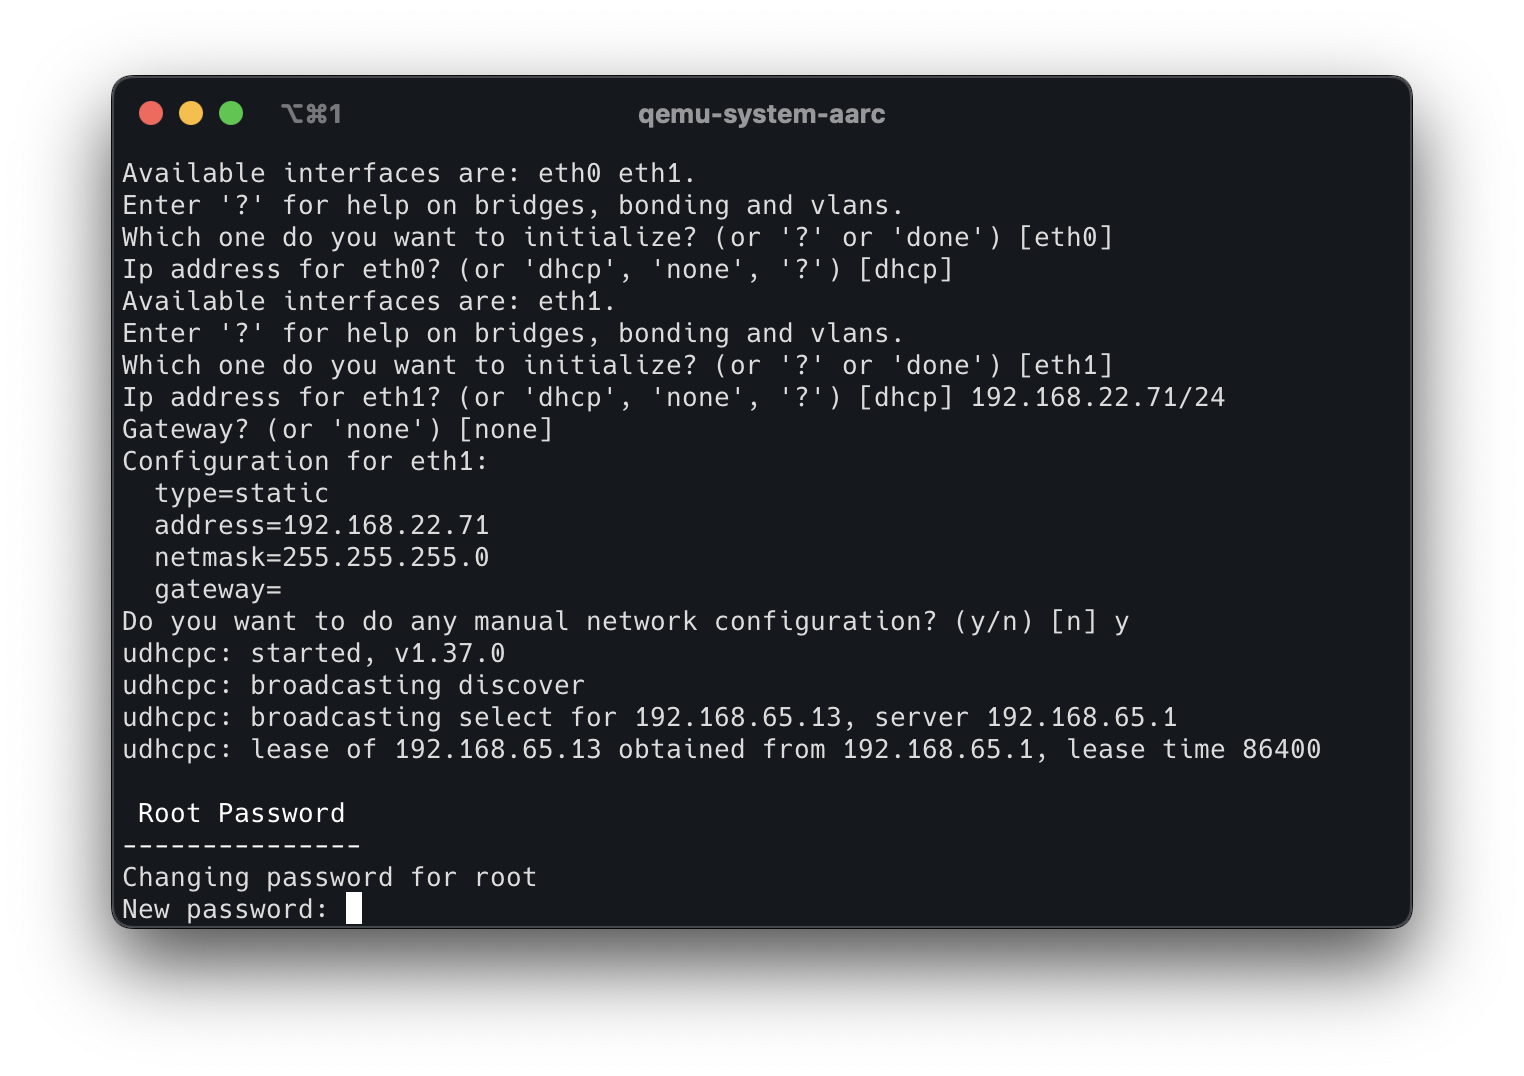 ⌥⌘1 qemu-system-aarc
Available interfaces are: eth0 eth1.
Enter '?' for help on bridges, bonding and vlans.
Which one do you want to initialize? (or '?' or 'done') [eth0]
Ip address for eth0? (or 'dhcp', 'none', '?') [dhcp]
Available interfaces are: eth1.
Enter '?' for help on bridges, bonding and vlans.
Which one do you want to initialize? (or '?' or 'done') [eth1]
Ip address for eth1? (or 'dhcp', 'none', '?') [dhcp] 192.168.22.71/24
Gateway? (or 'none') [none]
Configuration for eth1:
  type=static
  address=192.168.22.71
  netmask=255.255.255.0
  gateway=
Do you want to do any manual network configuration? (y/n) [n] y
udhcpc: started, v1.37.0
udhcpc: broadcasting discover
udhcpc: broadcasting select for 192.168.65.13, server 192.168.65.1
udhcpc: lease of 192.168.65.13 obtained from 192.168.65.1, lease time 86400
 Root Password
---------------
Changing password for root
New password: